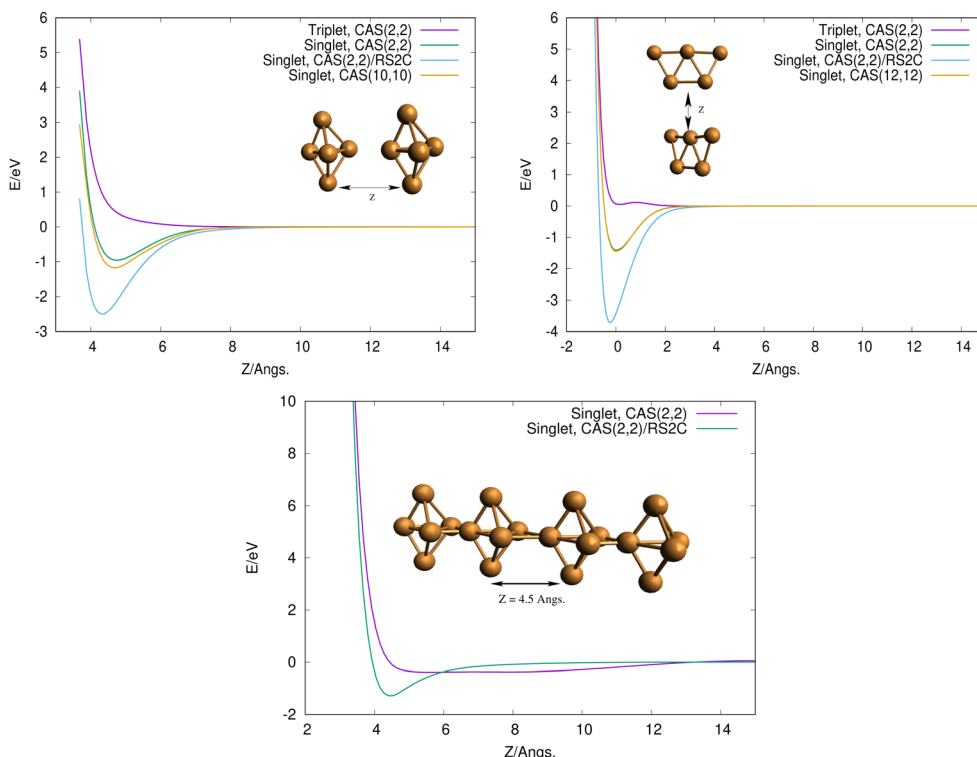 Triplet, CAS(2,2)
Singlet, CAS(2,2)
Singlet, CAS(2,2)/RS2C
Singlet, CAS(10,10)
E/eV
6
5
4
3
2
1
0
-1
-2
-3
Z
4
6
8
10
12
14
Z/Angs.
Triplet, CAS(2,2)
Singlet, CAS(2,2)
Singlet, CAS(2,2)/RS2C
Singlet, CAS(12,12)
E/eV
6
5
4
3
2
1
0
-1
-2
-3
-4
Z
-2
0
2
4
6
8
10
12
14
Z/Angs.
Singlet, CAS(2,2)
Singlet, CAS(2,2)/RS2C
E/eV
10
8
6
4
2
0
-2
Z = 4.5 Angs.
2
4
6
8
10
12
14
Z/Angs.